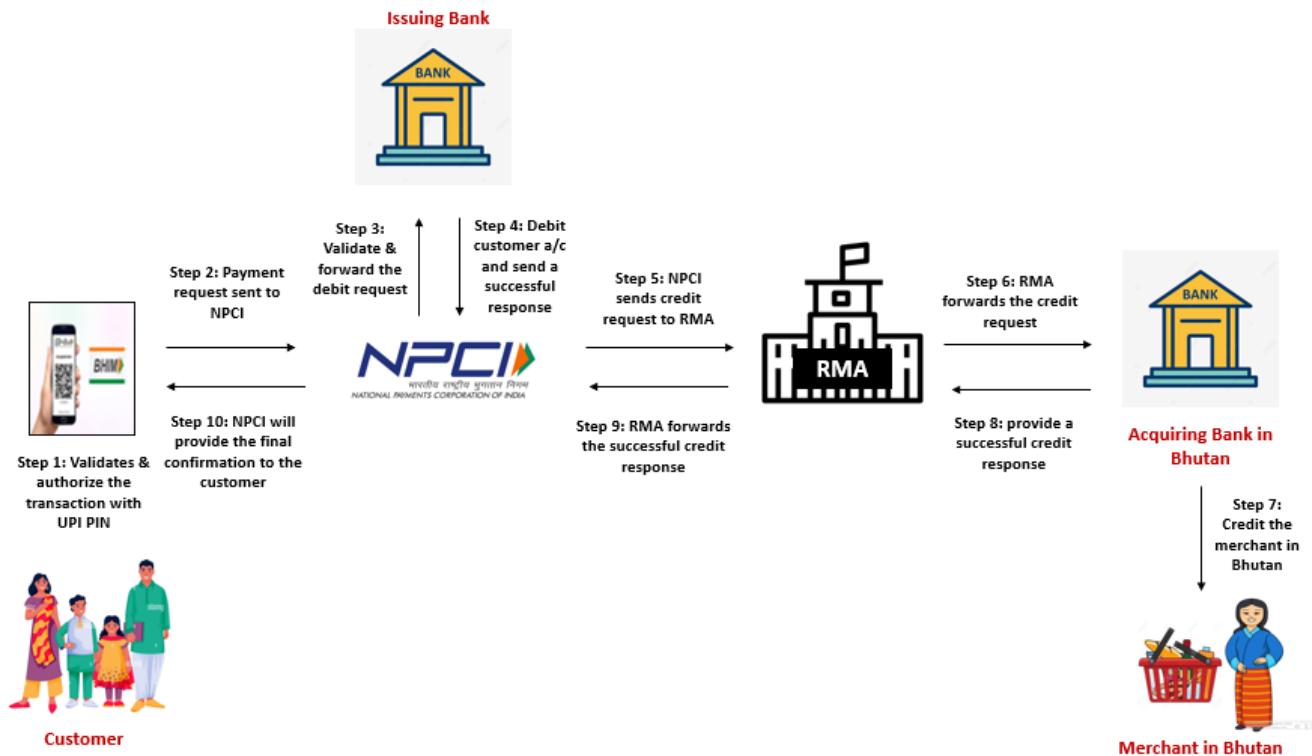 Issuing Bank
BANK
Step 3:
Validate &
forward the
debit request
Step 4: Debit
customer a/c
and send a
successful
response
Step 2: Payment
request sent to
NPCI
Step 5: NPCI
sends credit
request to RMA
Step 6: RMA
forwards the credit
request
BANK
BHIM
NPCI
भारतीय राष्ट्रीय भुगतान निगम
NATIONAL PAYMENTS CORPORATION OF INDIA
RMA
Step 10: NPCI will
provide the final
confirmation to the
customer
Step 9: RMA forwards
the successful credit
response
Step 8: provide a
successful credit
response
Acquiring Bank in
Bhutan
Step 1: Validates &
authorize the
transaction with
UPI PIN
Step 7:
Credit the
merchant in
Bhutan
Customer
Merchant in Bhutan